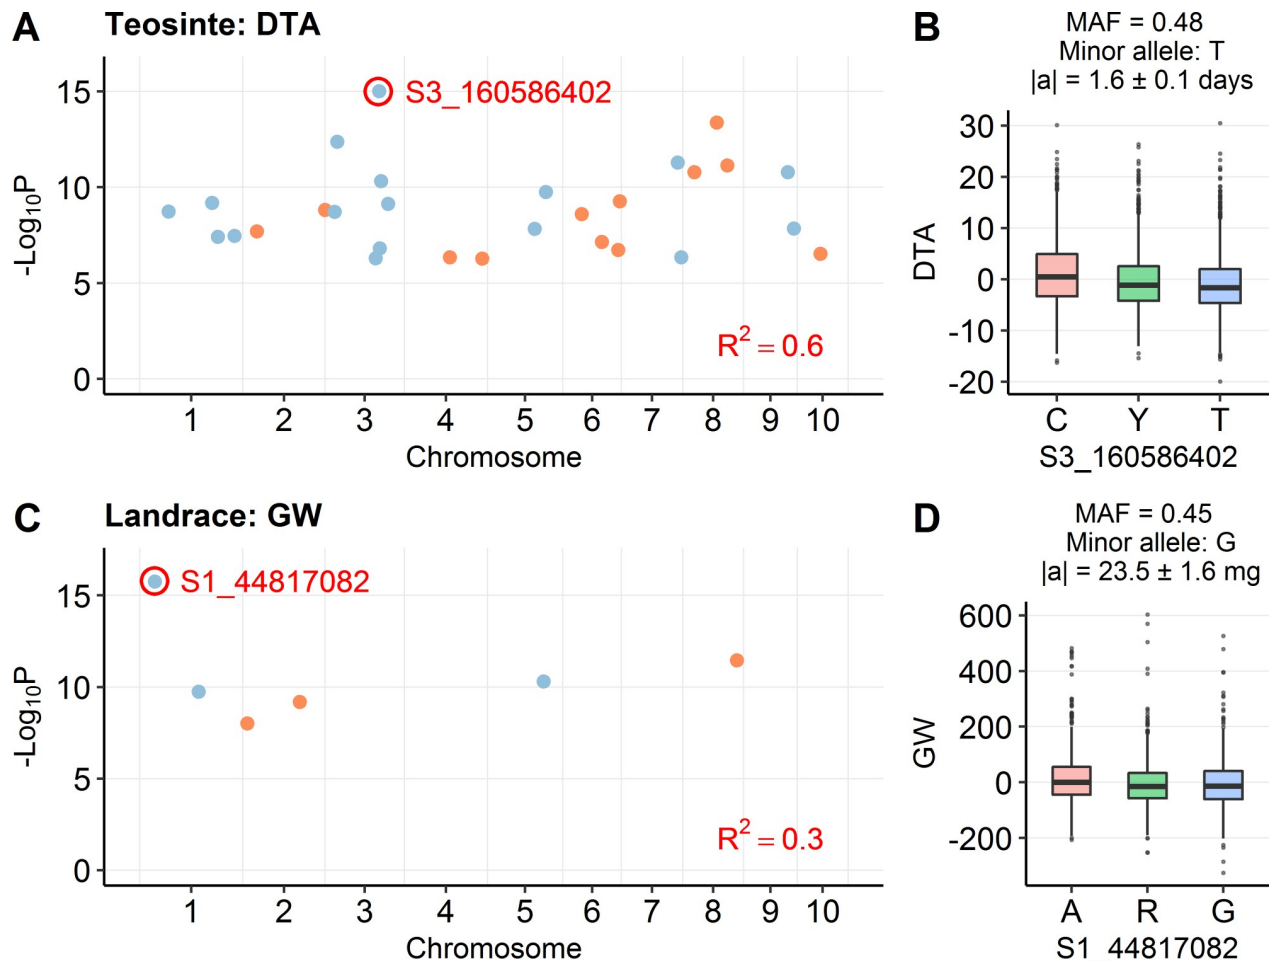 A
Teosinte: DTA
S3_160586402
15
10
5
0
-Log10P
R2 = 0.6
1 2 3 4 5 6 7 8 9 10
Chromosome
B
MAF = 0.48
Minor allele: T
|a| = 1.6 ± 0.1 days
30
20
10
0
-10
-20
DTA
C Y T
S3_160586402
C
Landrace: GW
S1_44817082
15
10
5
0
-Log10P
R2 = 0.3
1 2 3 4 5 6 7 8 9 10
Chromosome
D
MAF = 0.45
Minor allele: G
|a| = 23.5 ± 1.6 mg
600
400
200
0
-200
GW
A R G
S1_44817082